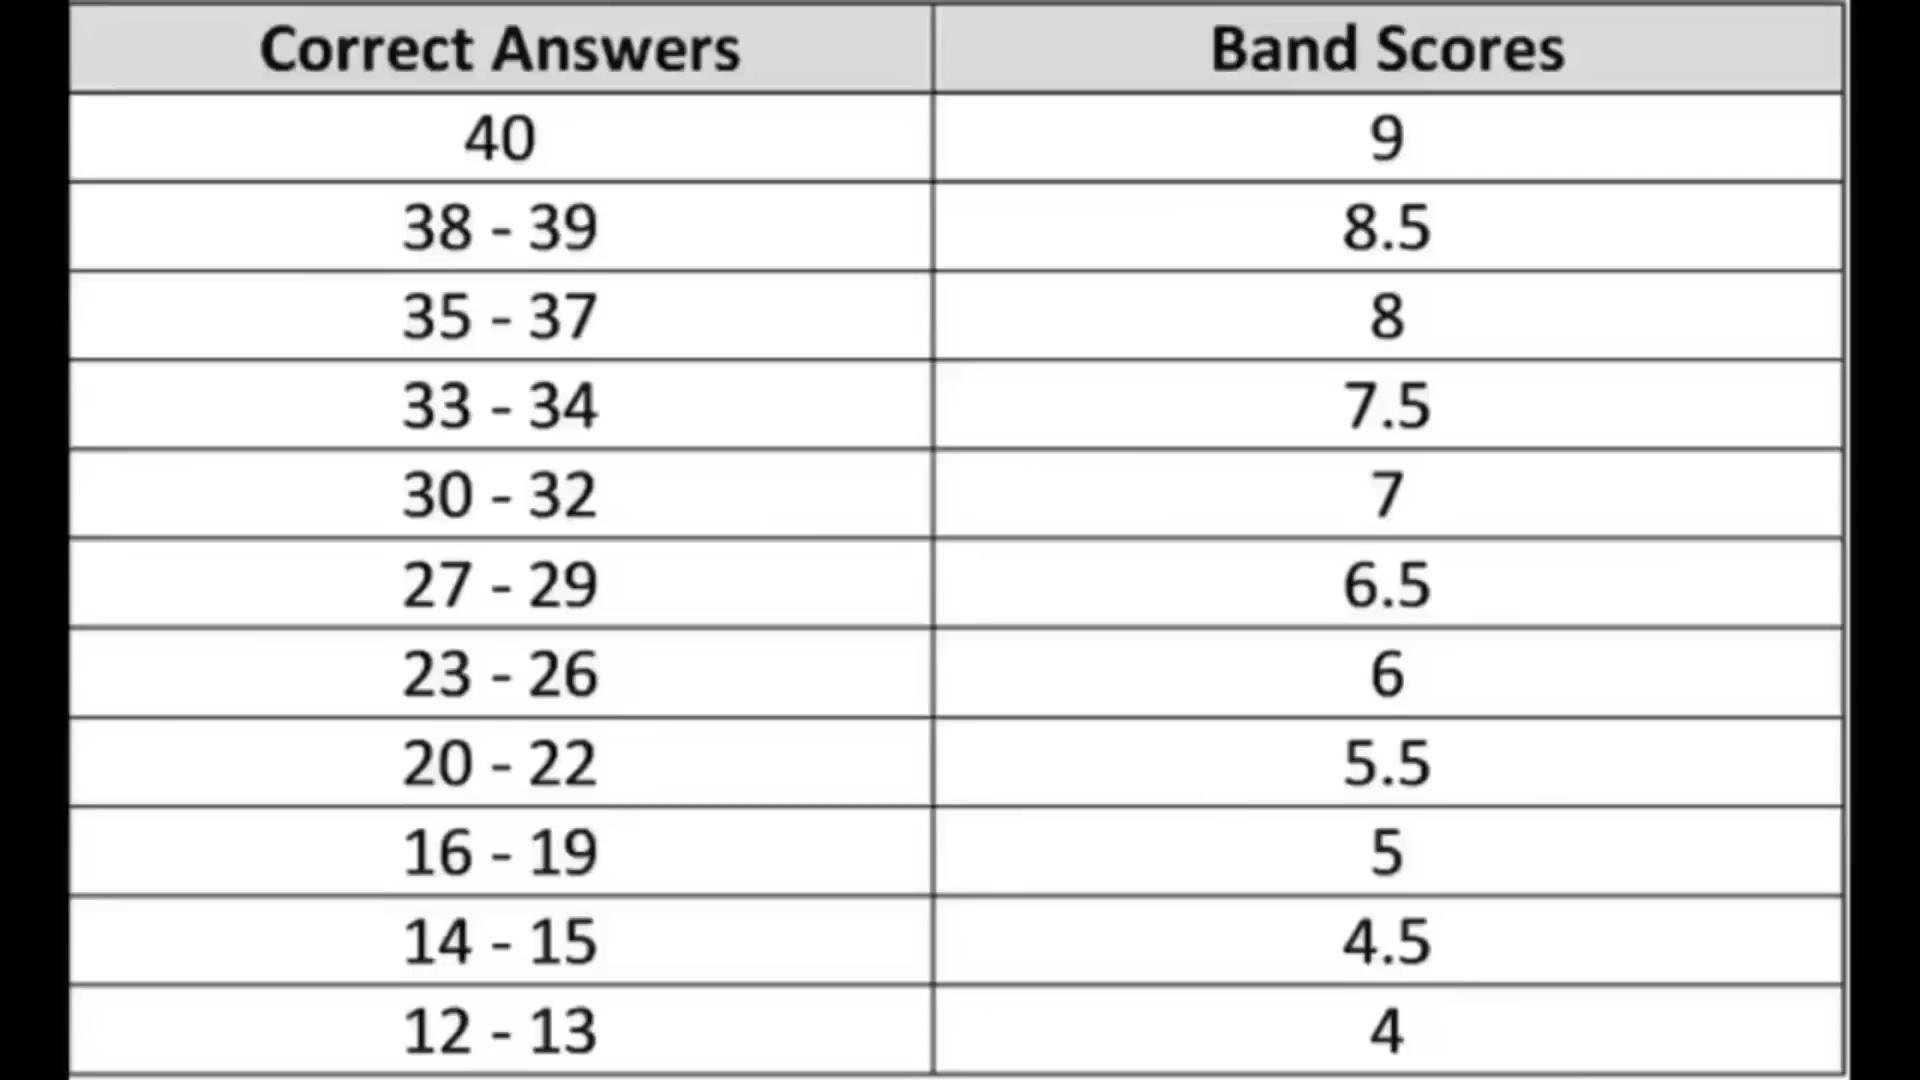 Correct Answers Band Scores
40 9
38 - 39 8.5
35 - 37 8
33 - 34 7.5
30 - 32 7
27 - 29 6.5
23 - 26 6
20 - 22 5.5
16 - 19 5
14 - 15 4.5
12 - 13 4